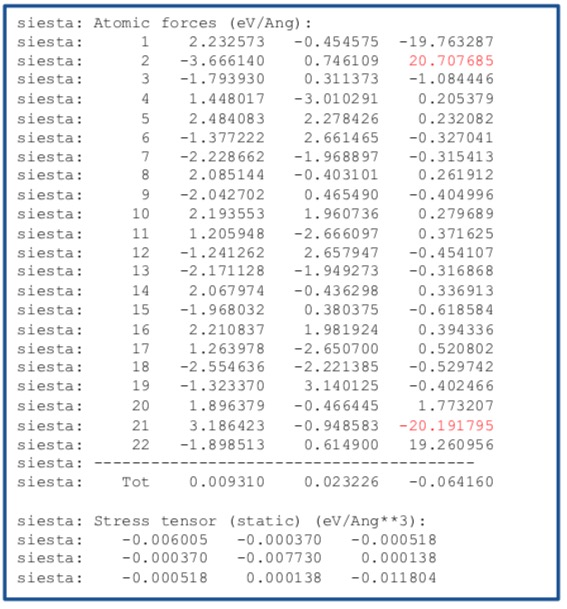 siesta: Atomic forces (eV/Ang):
siesta: 1 2.232573 -0.454575 -19.763287
siesta: 2 -3.666140 0.746109 20.707685
siesta: 3 -1.793930 0.311373 -1.084446
siesta: 4 1.448017 -3.010291 0.205379
siesta: 5 2.484083 2.278426 0.232082
siesta: 6 -1.377222 2.661465 -0.327041
siesta: 7 -2.228662 -1.968897 -0.315413
siesta: 8 2.085144 -0.403101 0.261912
siesta: 9 -2.042702 0.465490 -0.404996
siesta: 10 2.193553 1.960736 0.279689
siesta: 11 1.205948 -2.666097 0.371625
siesta: 12 -1.241262 2.657947 -0.454107
siesta: 13 -2.171128 -1.949273 -0.316868
siesta: 14 2.067974 -0.436298 0.336913
siesta: 15 -1.968032 0.380375 -0.618584
siesta: 16 2.210837 1.981924 0.394336
siesta: 17 1.263978 -2.650700 0.520802
siesta: 18 -2.554636 -2.221385 -0.529742
siesta: 19 -1.323370 3.140125 -0.402466
siesta: 20 1.896379 -0.466445 1.773207
siesta: 21 3.186423 -0.948583 -20.191795
siesta: 22 -1.898513 0.614900 19.260956
siesta: ----------------------------------------
siesta: Tot 0.009310 0.023226 -0.064160
siesta: Stress tensor (static) (eV/Ang**3):
siesta: -0.006005 -0.000370 -0.000518
siesta: -0.000370 -0.007730 0.000138
siesta: -0.000518 0.000138 -0.011804